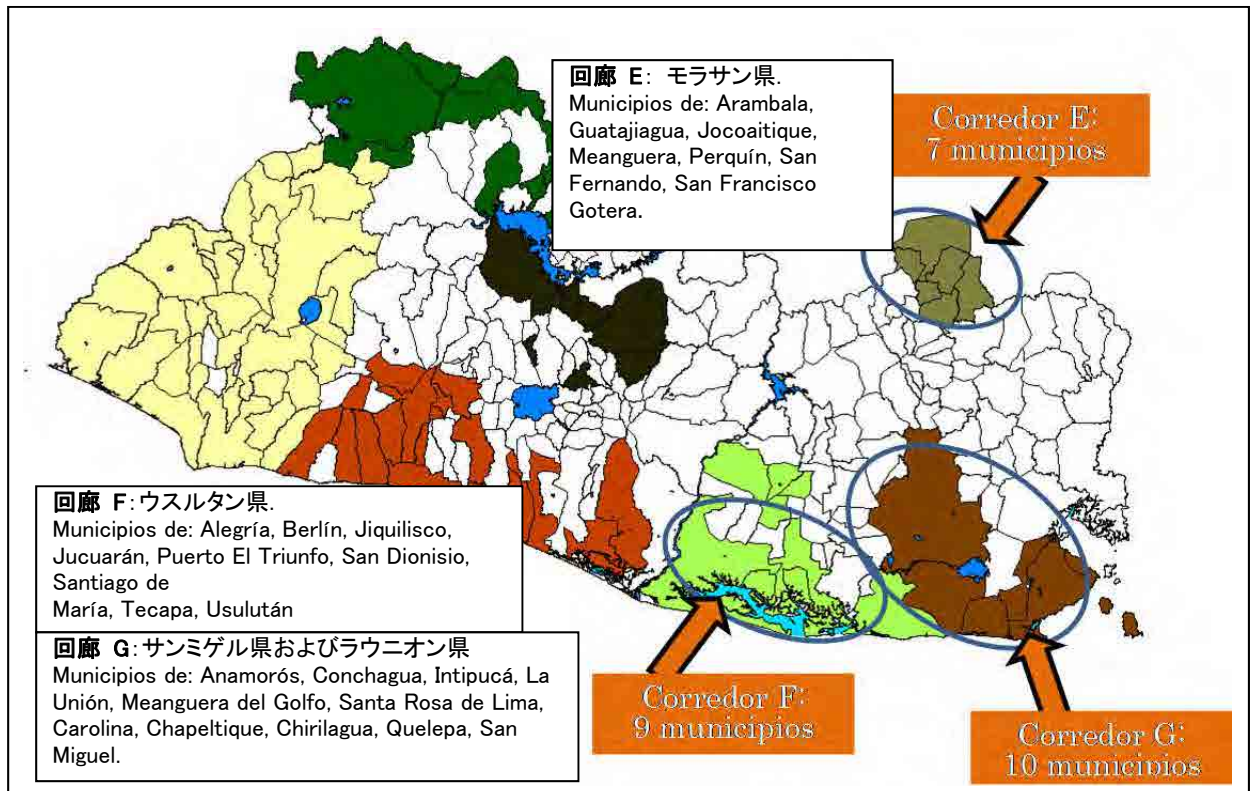 回廊 E： モラサン県.
Municipios de: Arambala,
Guatajiagua, Jocoaitique,
Meanguera, Perquín, San
Fernando, San Francisco
Gotera.
Corredor E:
7 municipios
回廊 F：ウスルタン県.
Municipios de: Alegría, Berlín, Jiquilisco,
Jucuarán, Puerto El Triunfo, San Dionisio,
Santiago de
María, Tecapa, Usulután
回廊 G：サンミゲル県およびラウニオン県
Municipios de: Anamorós, Conchagua, Intipucá, La
Unión, Meanguera del Golfo, Santa Rosa de Lima,
Carolina, Chapeltique, Chirilagua, Quelepa, San
Miguel.
Corredor F:
9 municipios
Corredor G:
10 municipios